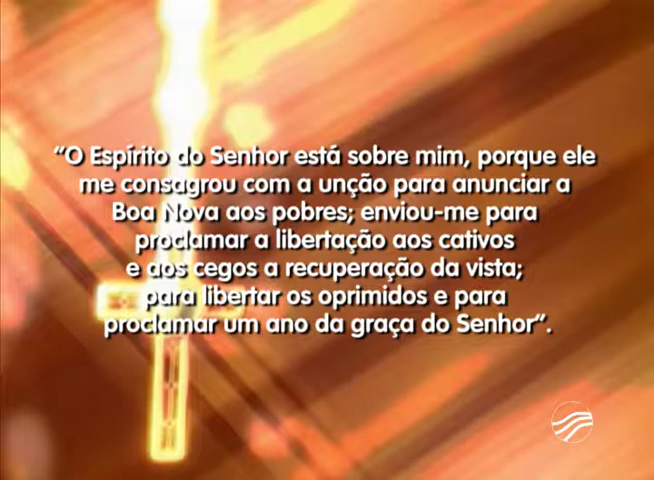 “O Espírito do Senhor está sobre mim, porque ele
me consagrou com a unção para anunciar a
Boa Nova aos pobres; enviou-me para
proclamar a libertação aos cativos
e aos cegos a recuperação da vista;
para libertar os oprimidos e para
proclamar um ano da graça do Senhor”.